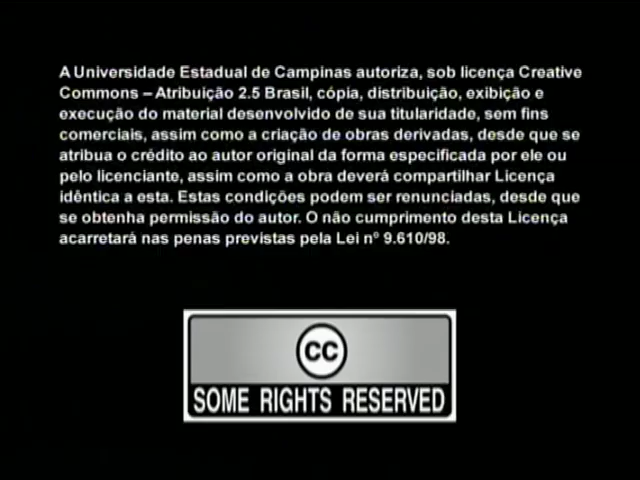 A Universidade Estadual de Campinas autoriza, sob licença Creative
Commons – Atribuição 2.5 Brasil, cópia, distribuição, exibição e
execução do material desenvolvido de sua titularidade, sem fins
comerciais, assim como a criação de obras derivadas, desde que se
atribua o crédito ao autor original da forma especificada por ele ou
pelo licenciante, assim como a obra deverá compartilhar Licença
idêntica a esta. Estas condições podem ser renunciadas, desde que
se obtenha permissão do autor. O não cumprimento desta Licença
acarretará nas penas previstas pela Lei nº 9.610/98.
CC
SOME RIGHTS RESERVED